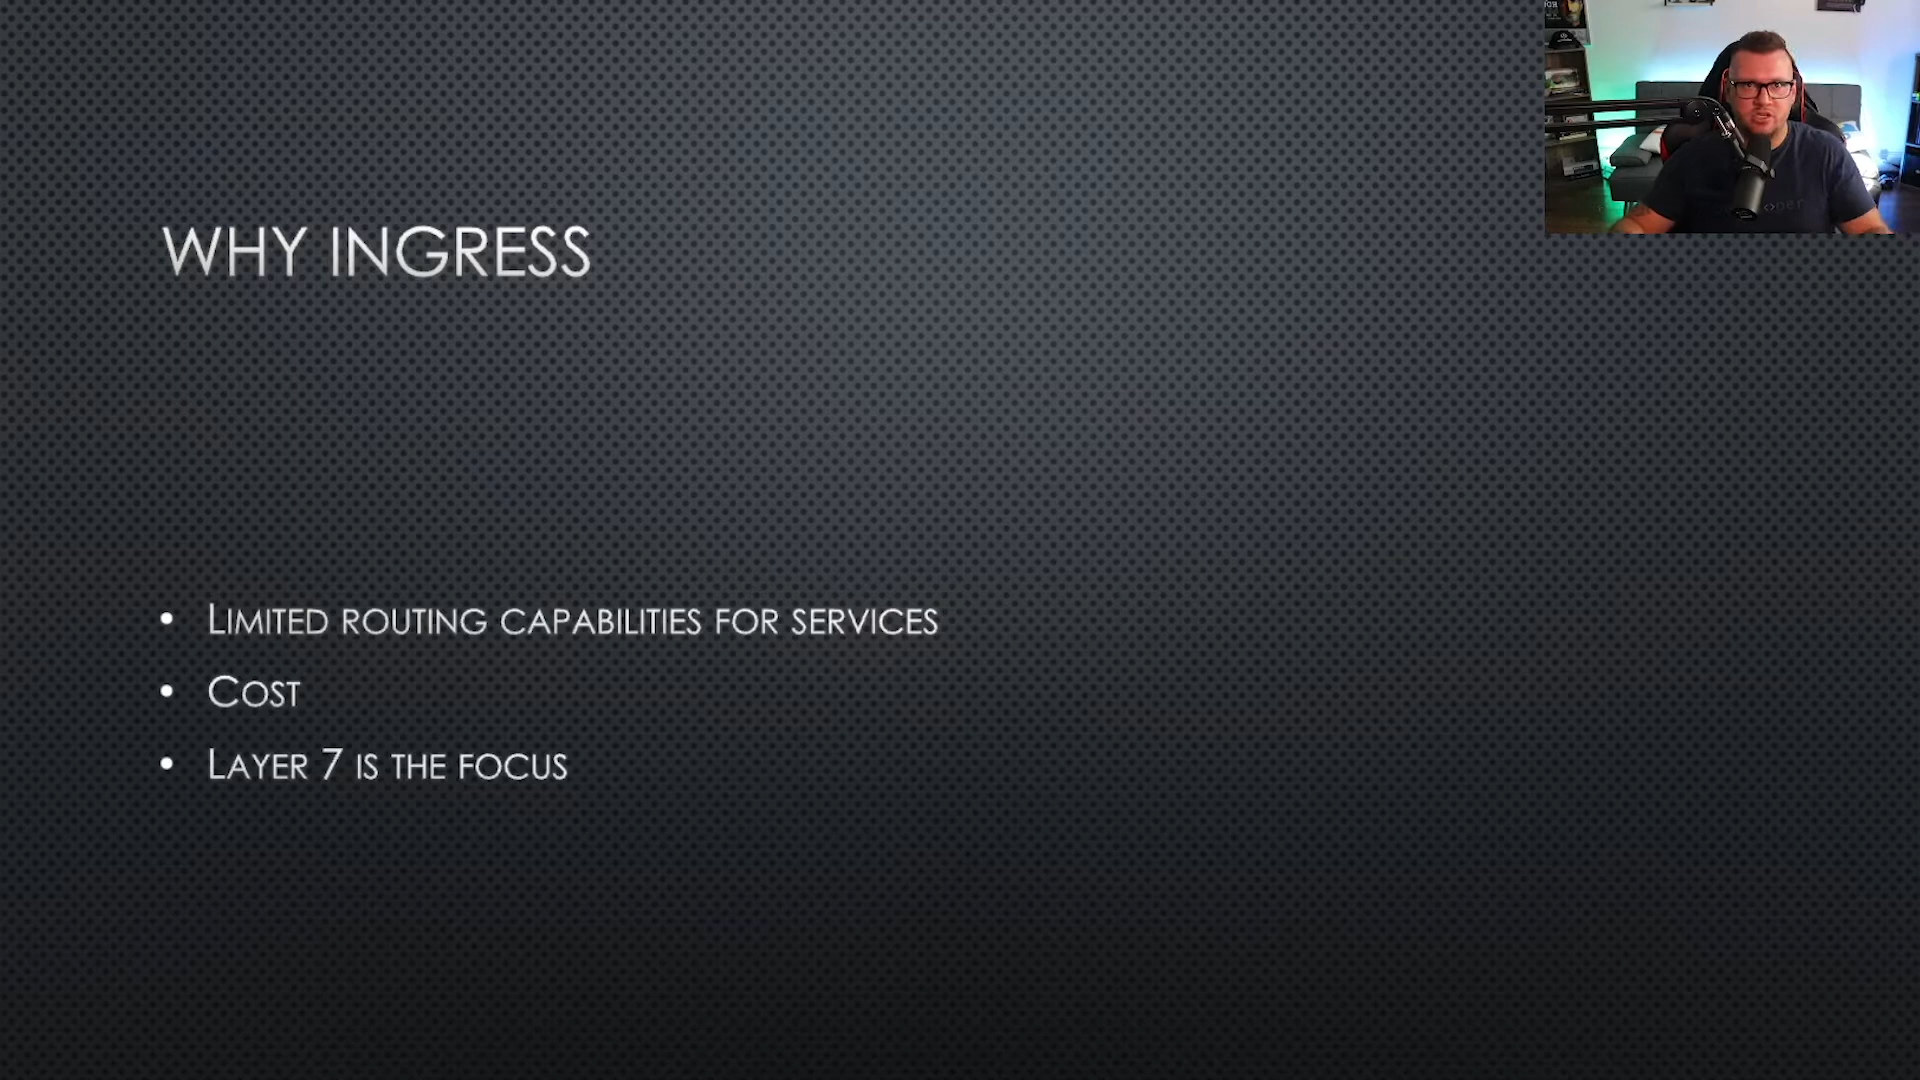 WHY INGRESS
• LIMITED ROUTING CAPABILITIES FOR SERVICES
• COST
• LAYER 7 IS THE FOCUS